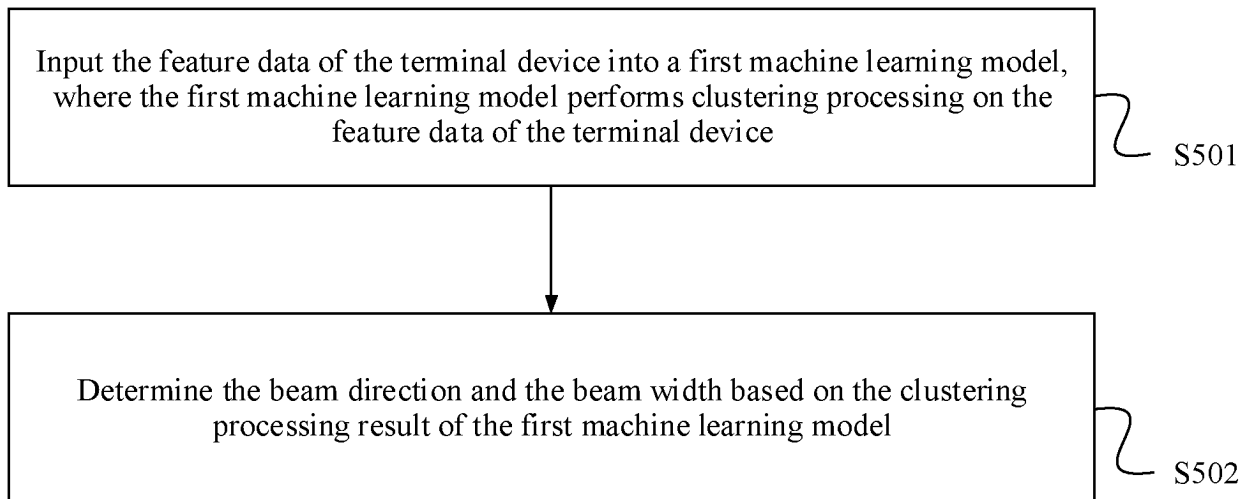 Input the feature data of the terminal device into a first machine learning model,
where the first machine learning model performs clustering processing on the
feature data of the terminal device
S501
Determine the beam direction and the beam width based on the clustering
processing result of the first machine learning model
S502